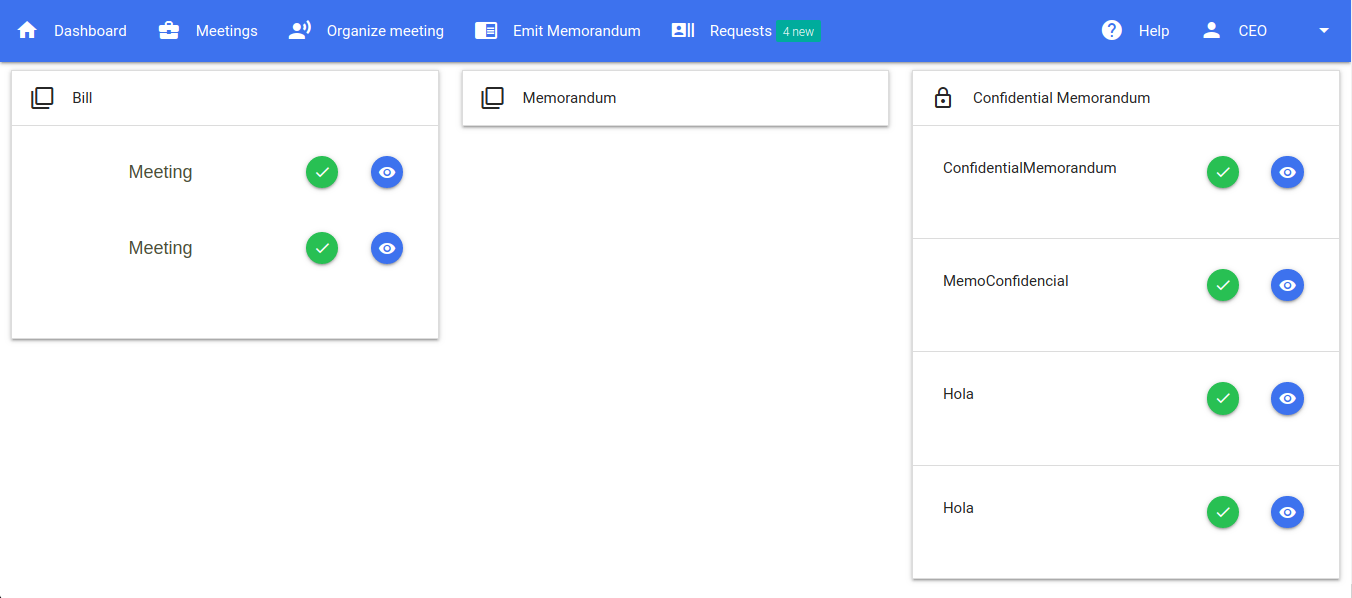 Dashboard
Meetings
Organize meeting
Emit Memorandum
Requests 4 new
Help
CEO
Bill
Meeting
Meeting
Memorandum
Confidential Memorandum
ConfidentialMemorandum
MemoConfidencial
Hola
Hola